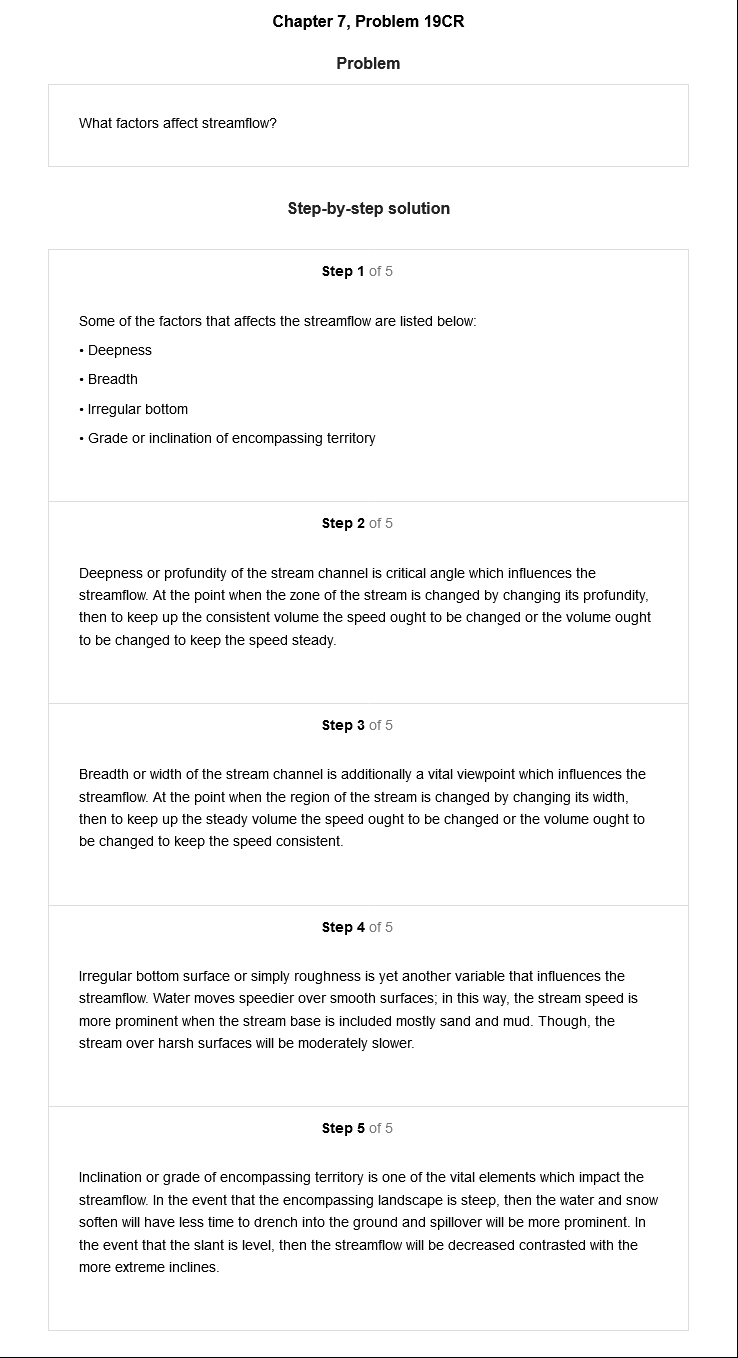 Chapter 7, Problem 19CR
Problem
What factors affect streamflow?
Step-by-step solution
Step 1 of 5
Some of the factors that affects the streamflow are listed below:
• Deepness
• Breadth
• Irregular bottom
• Grade or inclination of encompassing territory
Step 2 of 5
Deepness or profundity of the stream channel is critical angle which influences the
streamflow. At the point when the zone of the stream is changed by changing its profundity,
then to keep up the consistent volume the speed ought to be changed or the volume ought
to be changed to keep the speed steady.
Step 3 of 5
Breadth or width of the stream channel is additionally a vital viewpoint which influences the
streamflow. At the point when the region of the stream is changed by changing its width,
then to keep up the steady volume the speed ought to be changed or the volume ought to
be changed to keep the speed consistent.
Step 4 of 5
Irregular bottom surface or simply roughness is yet another variable that influences the
streamflow. Water moves speedier over smooth surfaces; in this way, the stream speed is
more prominent when the stream base is included mostly sand and mud. Though, the
stream over harsh surfaces will be moderately slower.
Step 5 of 5
Inclination or grade of encompassing territory is one of the vital elements which impact the
streamflow. In the event that the encompassing landscape is steep, then the water and snow
soften will have less time to drench into the ground and spillover will be more prominent. In
the event that the slant is level, then the streamflow will be decreased contrasted with the
more extreme inclines.